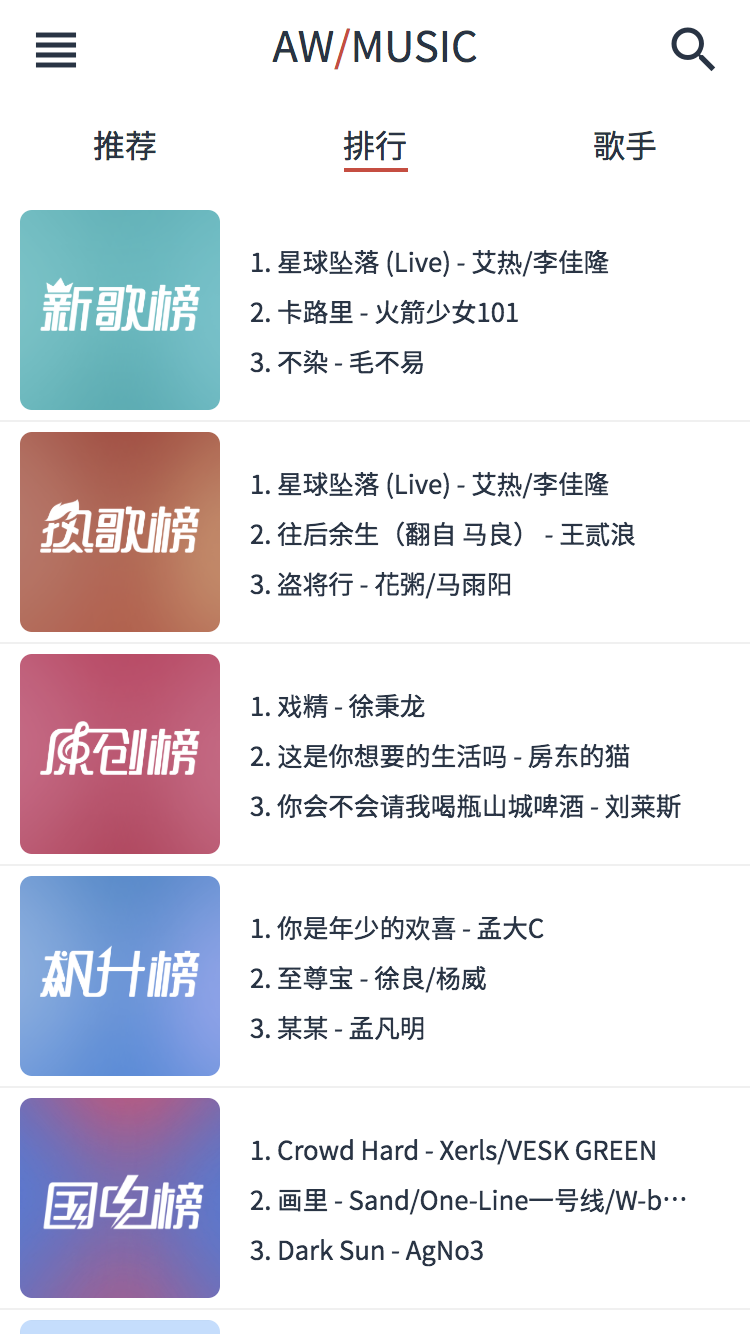 AW/MUSIC
推荐
排行
歌手
新歌榜
1. 星球坠落 (Live) - 艾热/李佳隆
2. 卡路里 - 火箭少女101
3. 不染 - 毛不易
热歌榜
1. 星球坠落 (Live) - 艾热/李佳隆
2. 往后余生（翻自 马良） - 王贰浪
3. 盗将行 - 花粥/马雨阳
原创榜
1. 戏精 - 徐秉龙
2. 这是你想要的生活吗 - 房东的猫
3. 你会不会请我喝瓶山城啤酒 - 刘莱斯
飙升榜
1. 你是年少的欢喜 - 孟大C
2. 至尊宝 - 徐良/杨威
3. 某某 - 孟凡明
国电榜
1. Crowd Hard - Xerls/VESK GREEN
2. 画里 - Sand/One-Line一号线/W-b…
3. Dark Sun - AgNo3